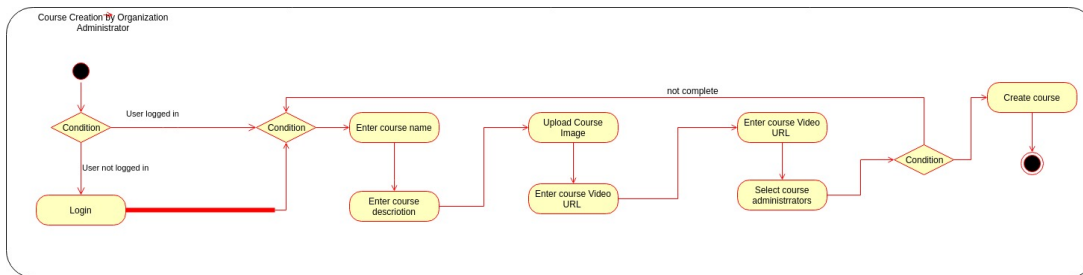 Course Creation by Organization
Administrator
not complete
Create course
User logged in
Condition
Condition
Enter course name
Upload Course
Image
Enter course Video
URL
Condition
User not logged in
Login
Enter course
descriotion
Enter course Video
URL
Select course
administrrators